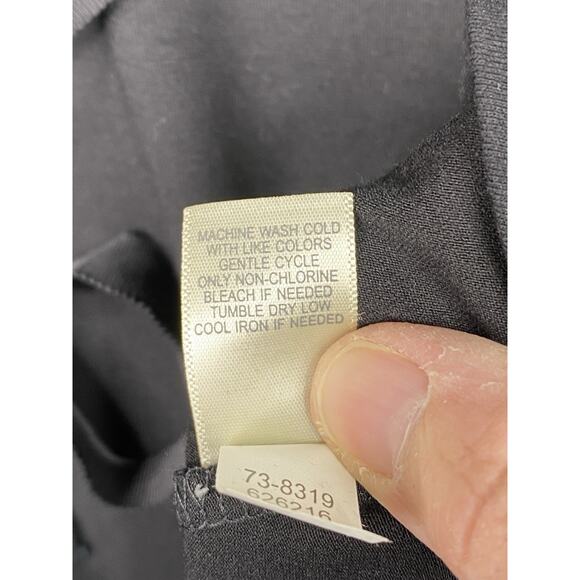 MACHINE WASH COLD
WITH LIKE COLORS
GENTLE CYCLE
ONLY NON-CHLORINE
BLEACH IF NEEDED
TUMBLE DRY LOW
COOL IRON IF NEEDED
73-8319
626216